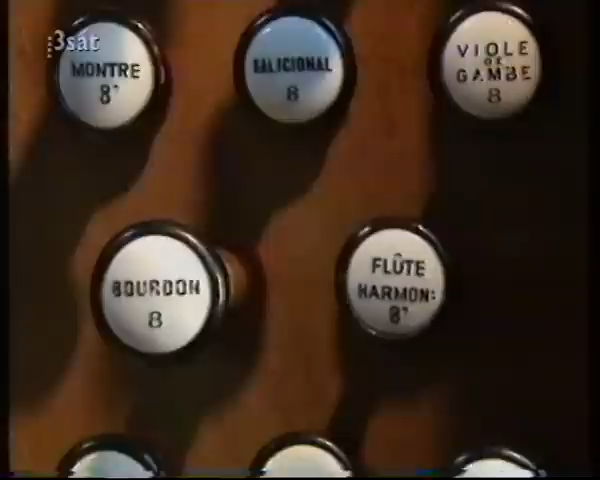 3sat
MONTRE
8'
SALICIONAL
8
VIOLE
DE
GAMBE
8
BOURDON
8
FLÛTE
HARMON:
8'